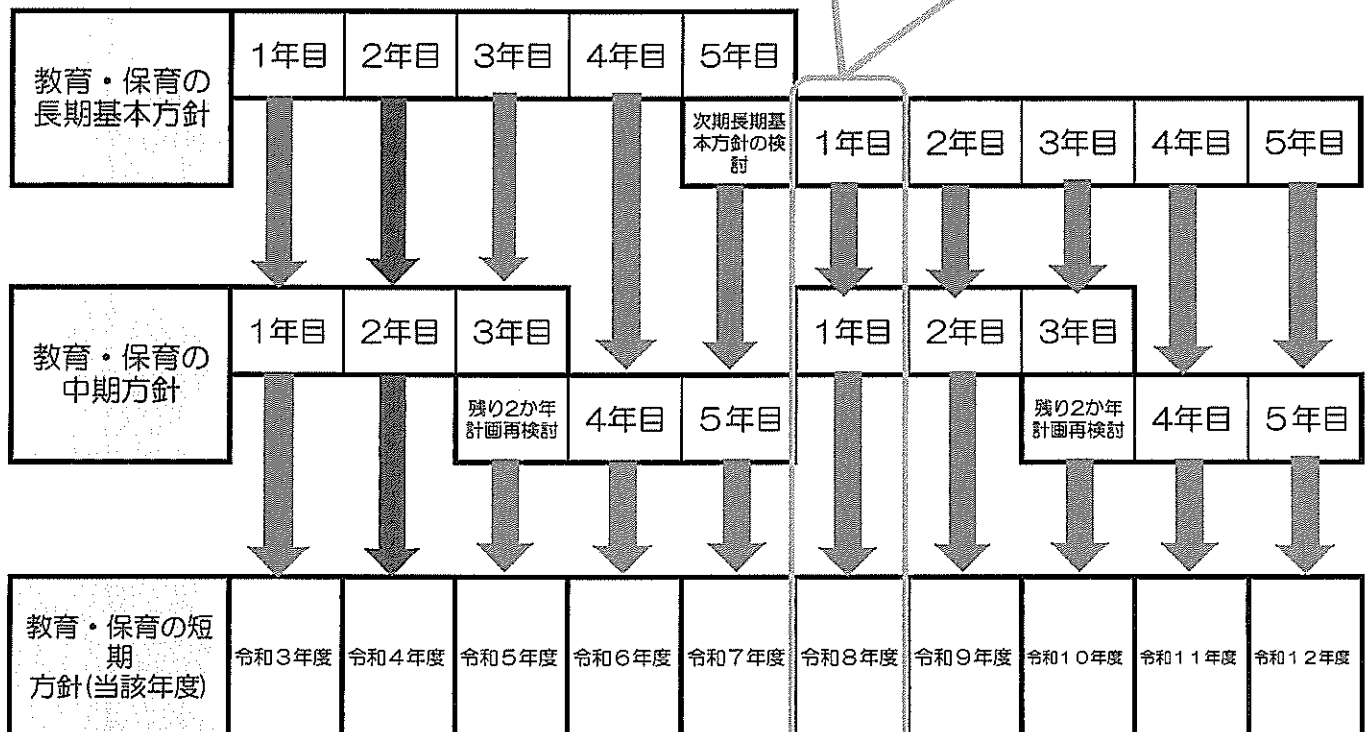 教育・保育の
長期基本方針
1年目 2年目 3年目 4年目 5年目
次期長期基
本方針の検
討
1年目 2年目 3年目 4年目 5年目
教育・保育の
中期方針
1年目 2年目 3年目
残り2か年
計画再検討
4年目 5年目
1年目 2年目 3年目
残り2か年
計画再検討
4年目 5年目
教育・保育の短
期
方針(当該年度)
令和3年度 令和4年度 令和5年度 令和6年度 令和7年度 令和8年度 令和9年度 令和10年度 令和11年度 令和12年度